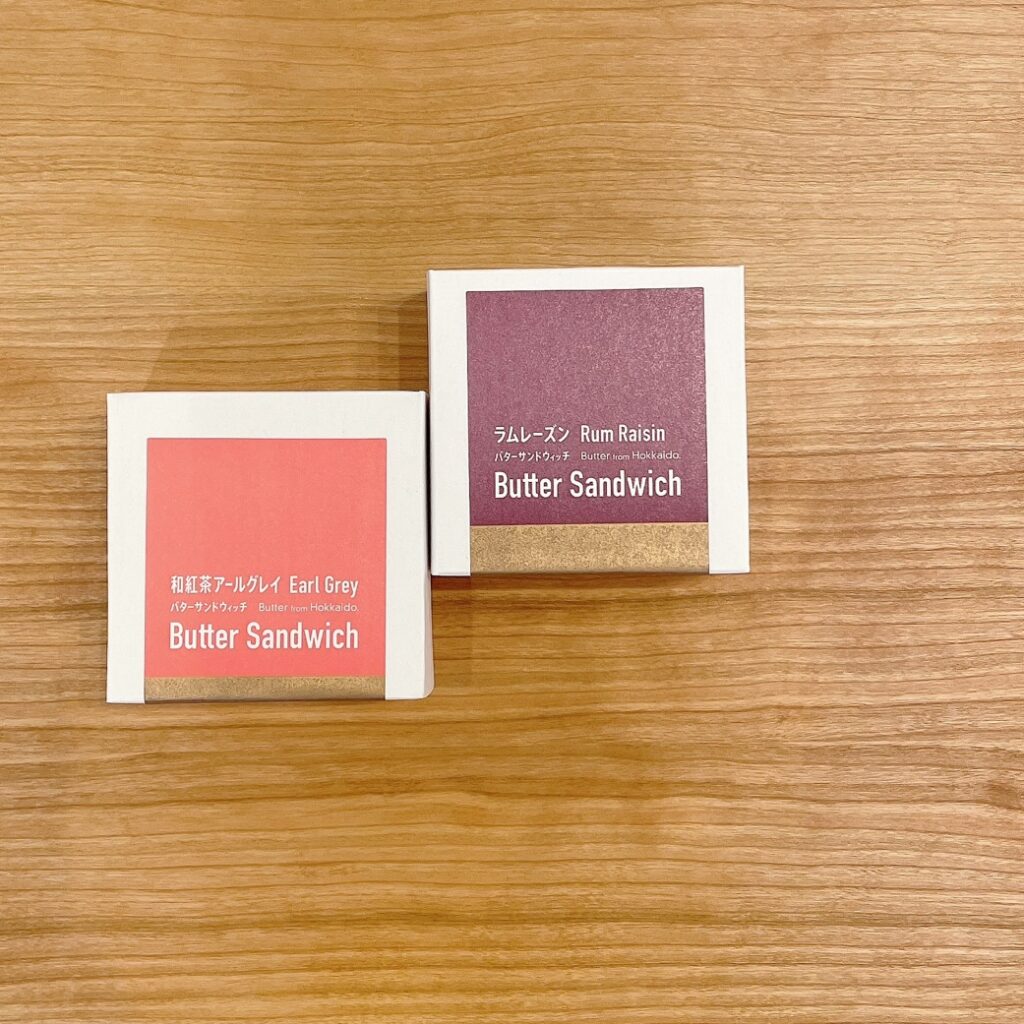 ラムレーズン Rum Raisin
バターサンドウィッチ Butter from Hokkaido.
Butter Sandwich
和紅茶アールグレイ Earl Grey
バターサンドウィッチ Butter from Hokkaido.
Butter Sandwich